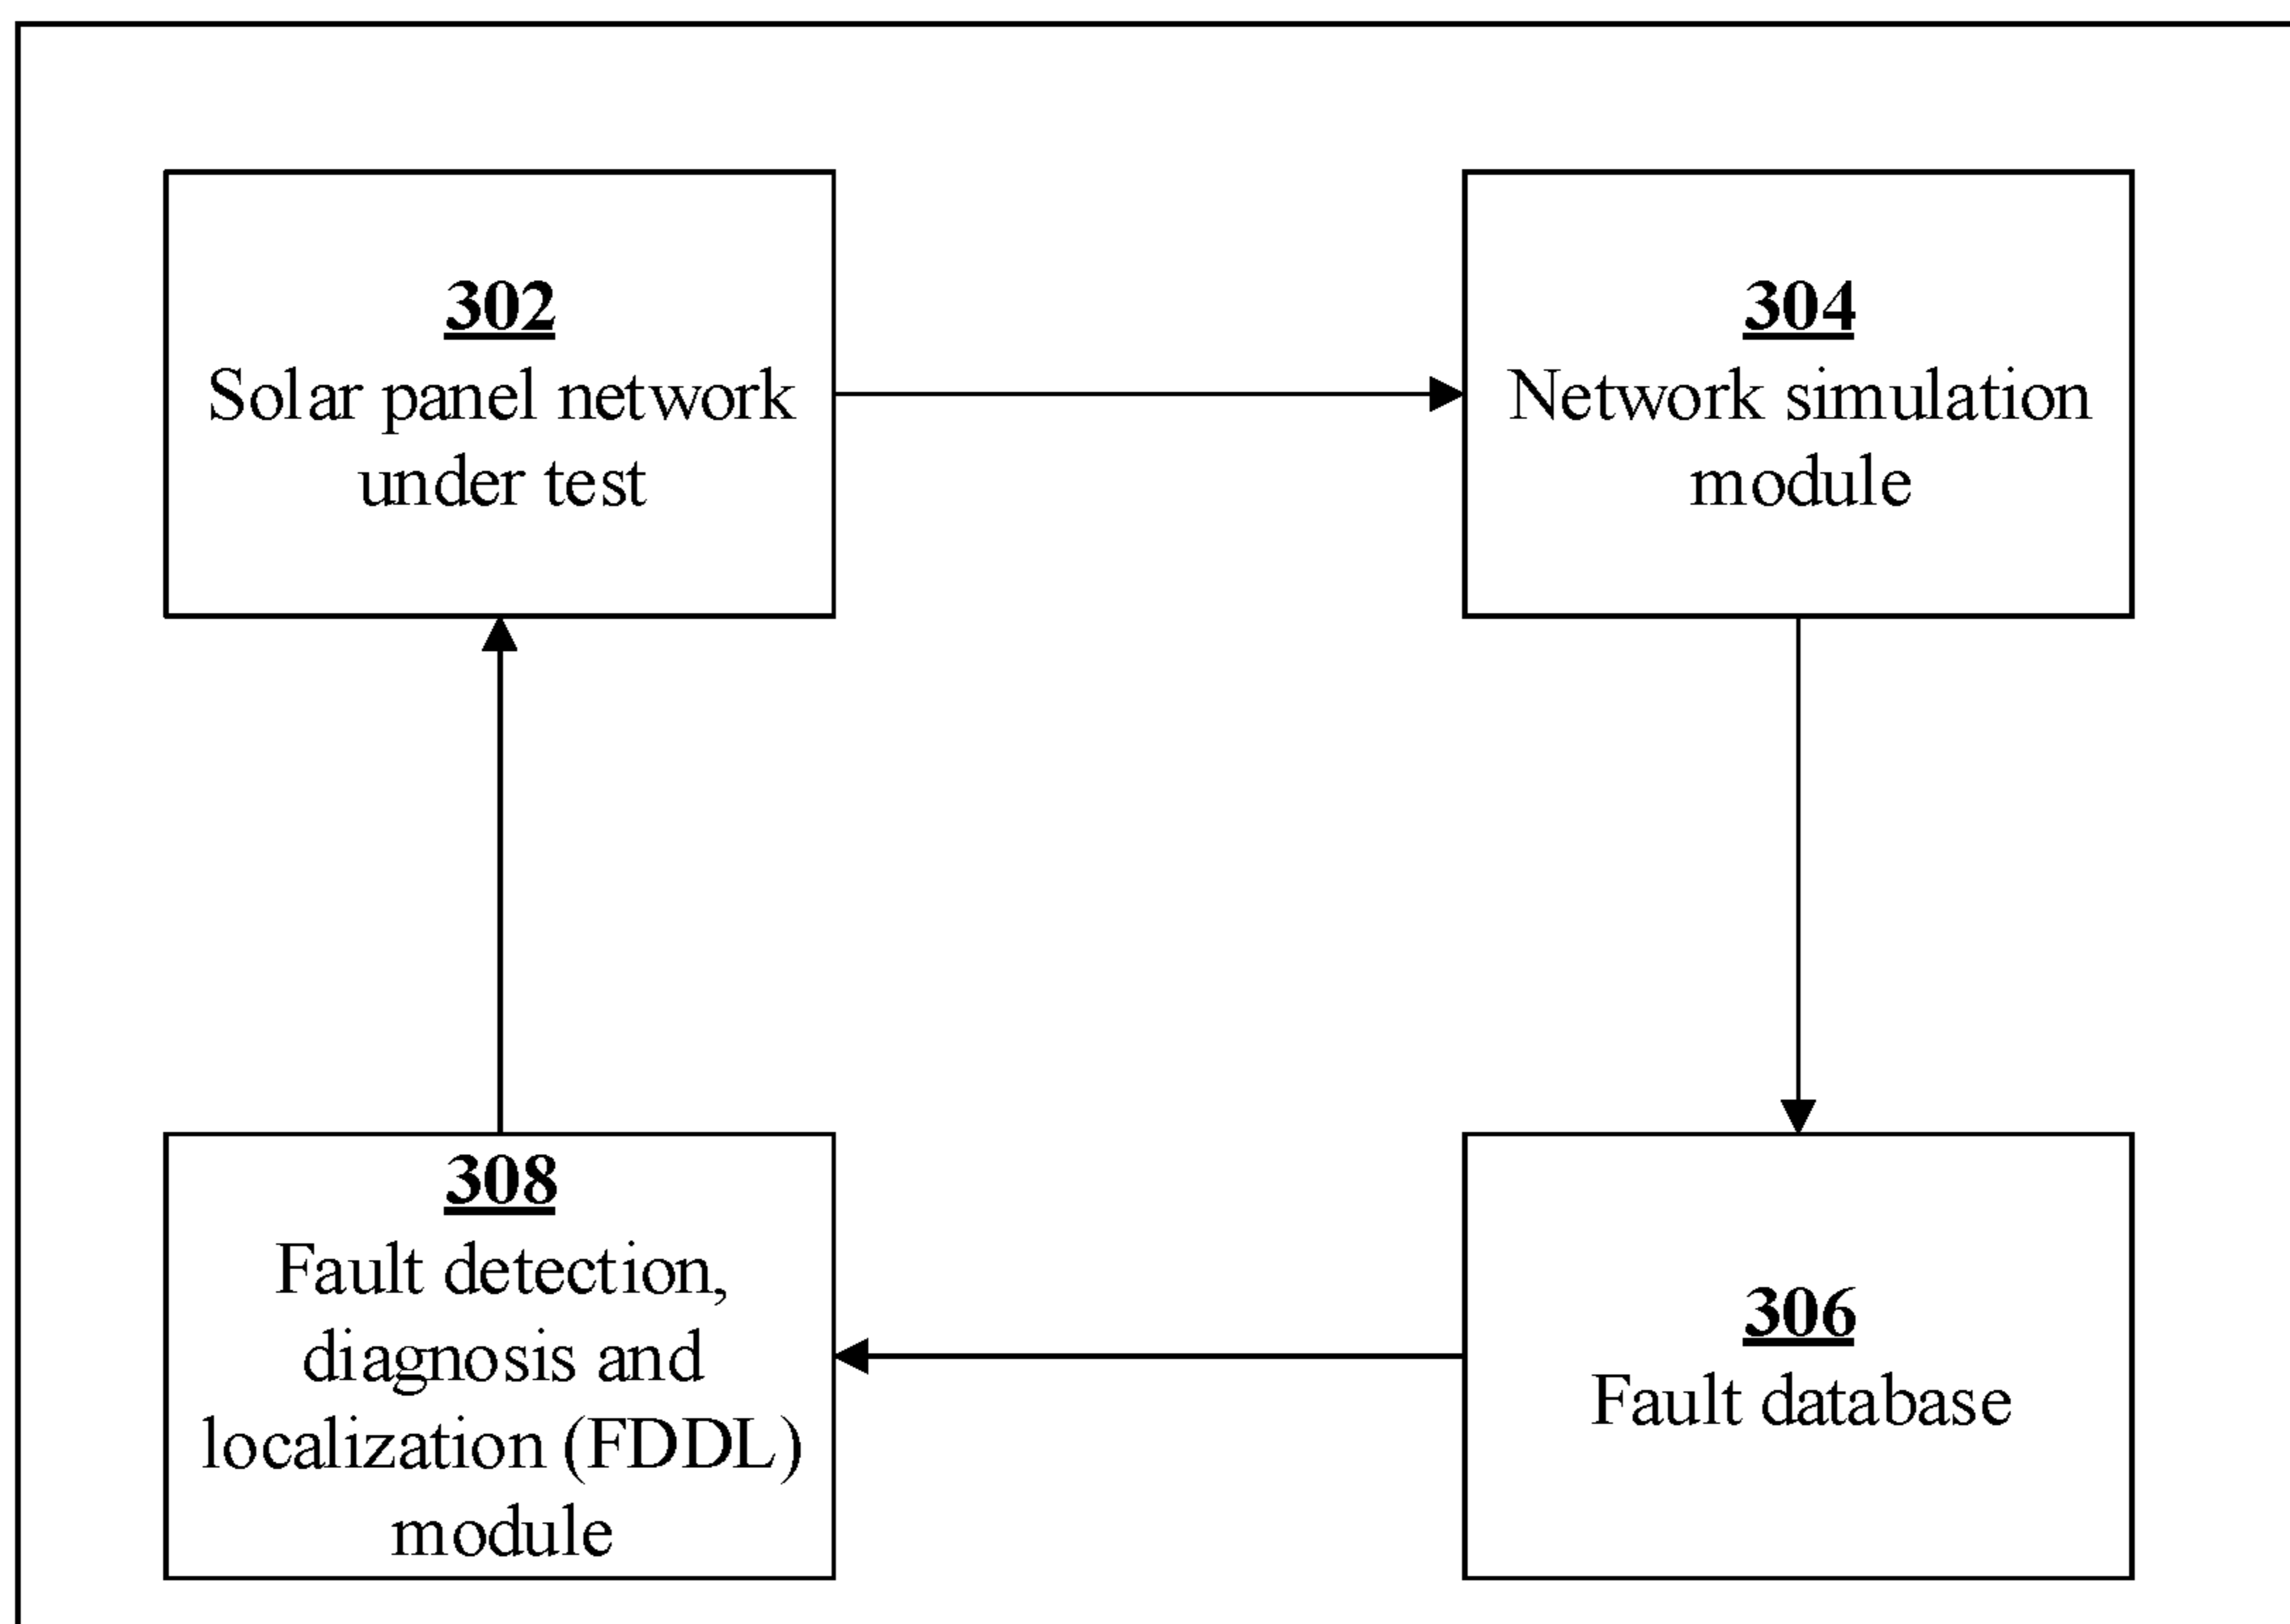 302
Solar panel network
under test
304
Network simulation
module
308
Fault detection,
diagnosis and
localization (FDDL)
module
306
Fault database